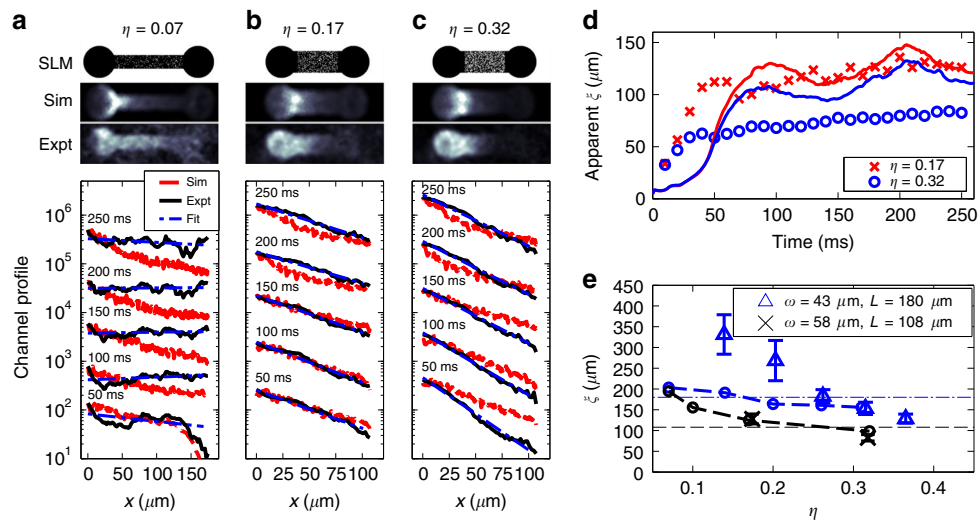 a
b
c
d
η = 0.07
η = 0.17
η = 0.32
SLM
Sim
Expt
Channel profile
10^6
10^5
10^4
10^3
10^2
10^1
Sim
Expt
Fit
250 ms
200 ms
150 ms
100 ms
50 ms
0 50 100 150
x (μm)
250 ms
200 ms
150 ms
100 ms
50 ms
0 25 50 75 100
x (μm)
250 ms
200 ms
150 ms
100 ms
50 ms
0 25 50 75 100
x (μm)
Apparent ξ (μm)
150
100
50
0
η = 0.17
η = 0.32
0 50 100 150 200 250
Time (ms)
e
ω = 43 μm, L = 180 μm
ω = 58 μm, L = 108 μm
ξ (μm)
450
400
350
300
250
200
150
100
50
0
0.1 0.2 0.3 0.4
η